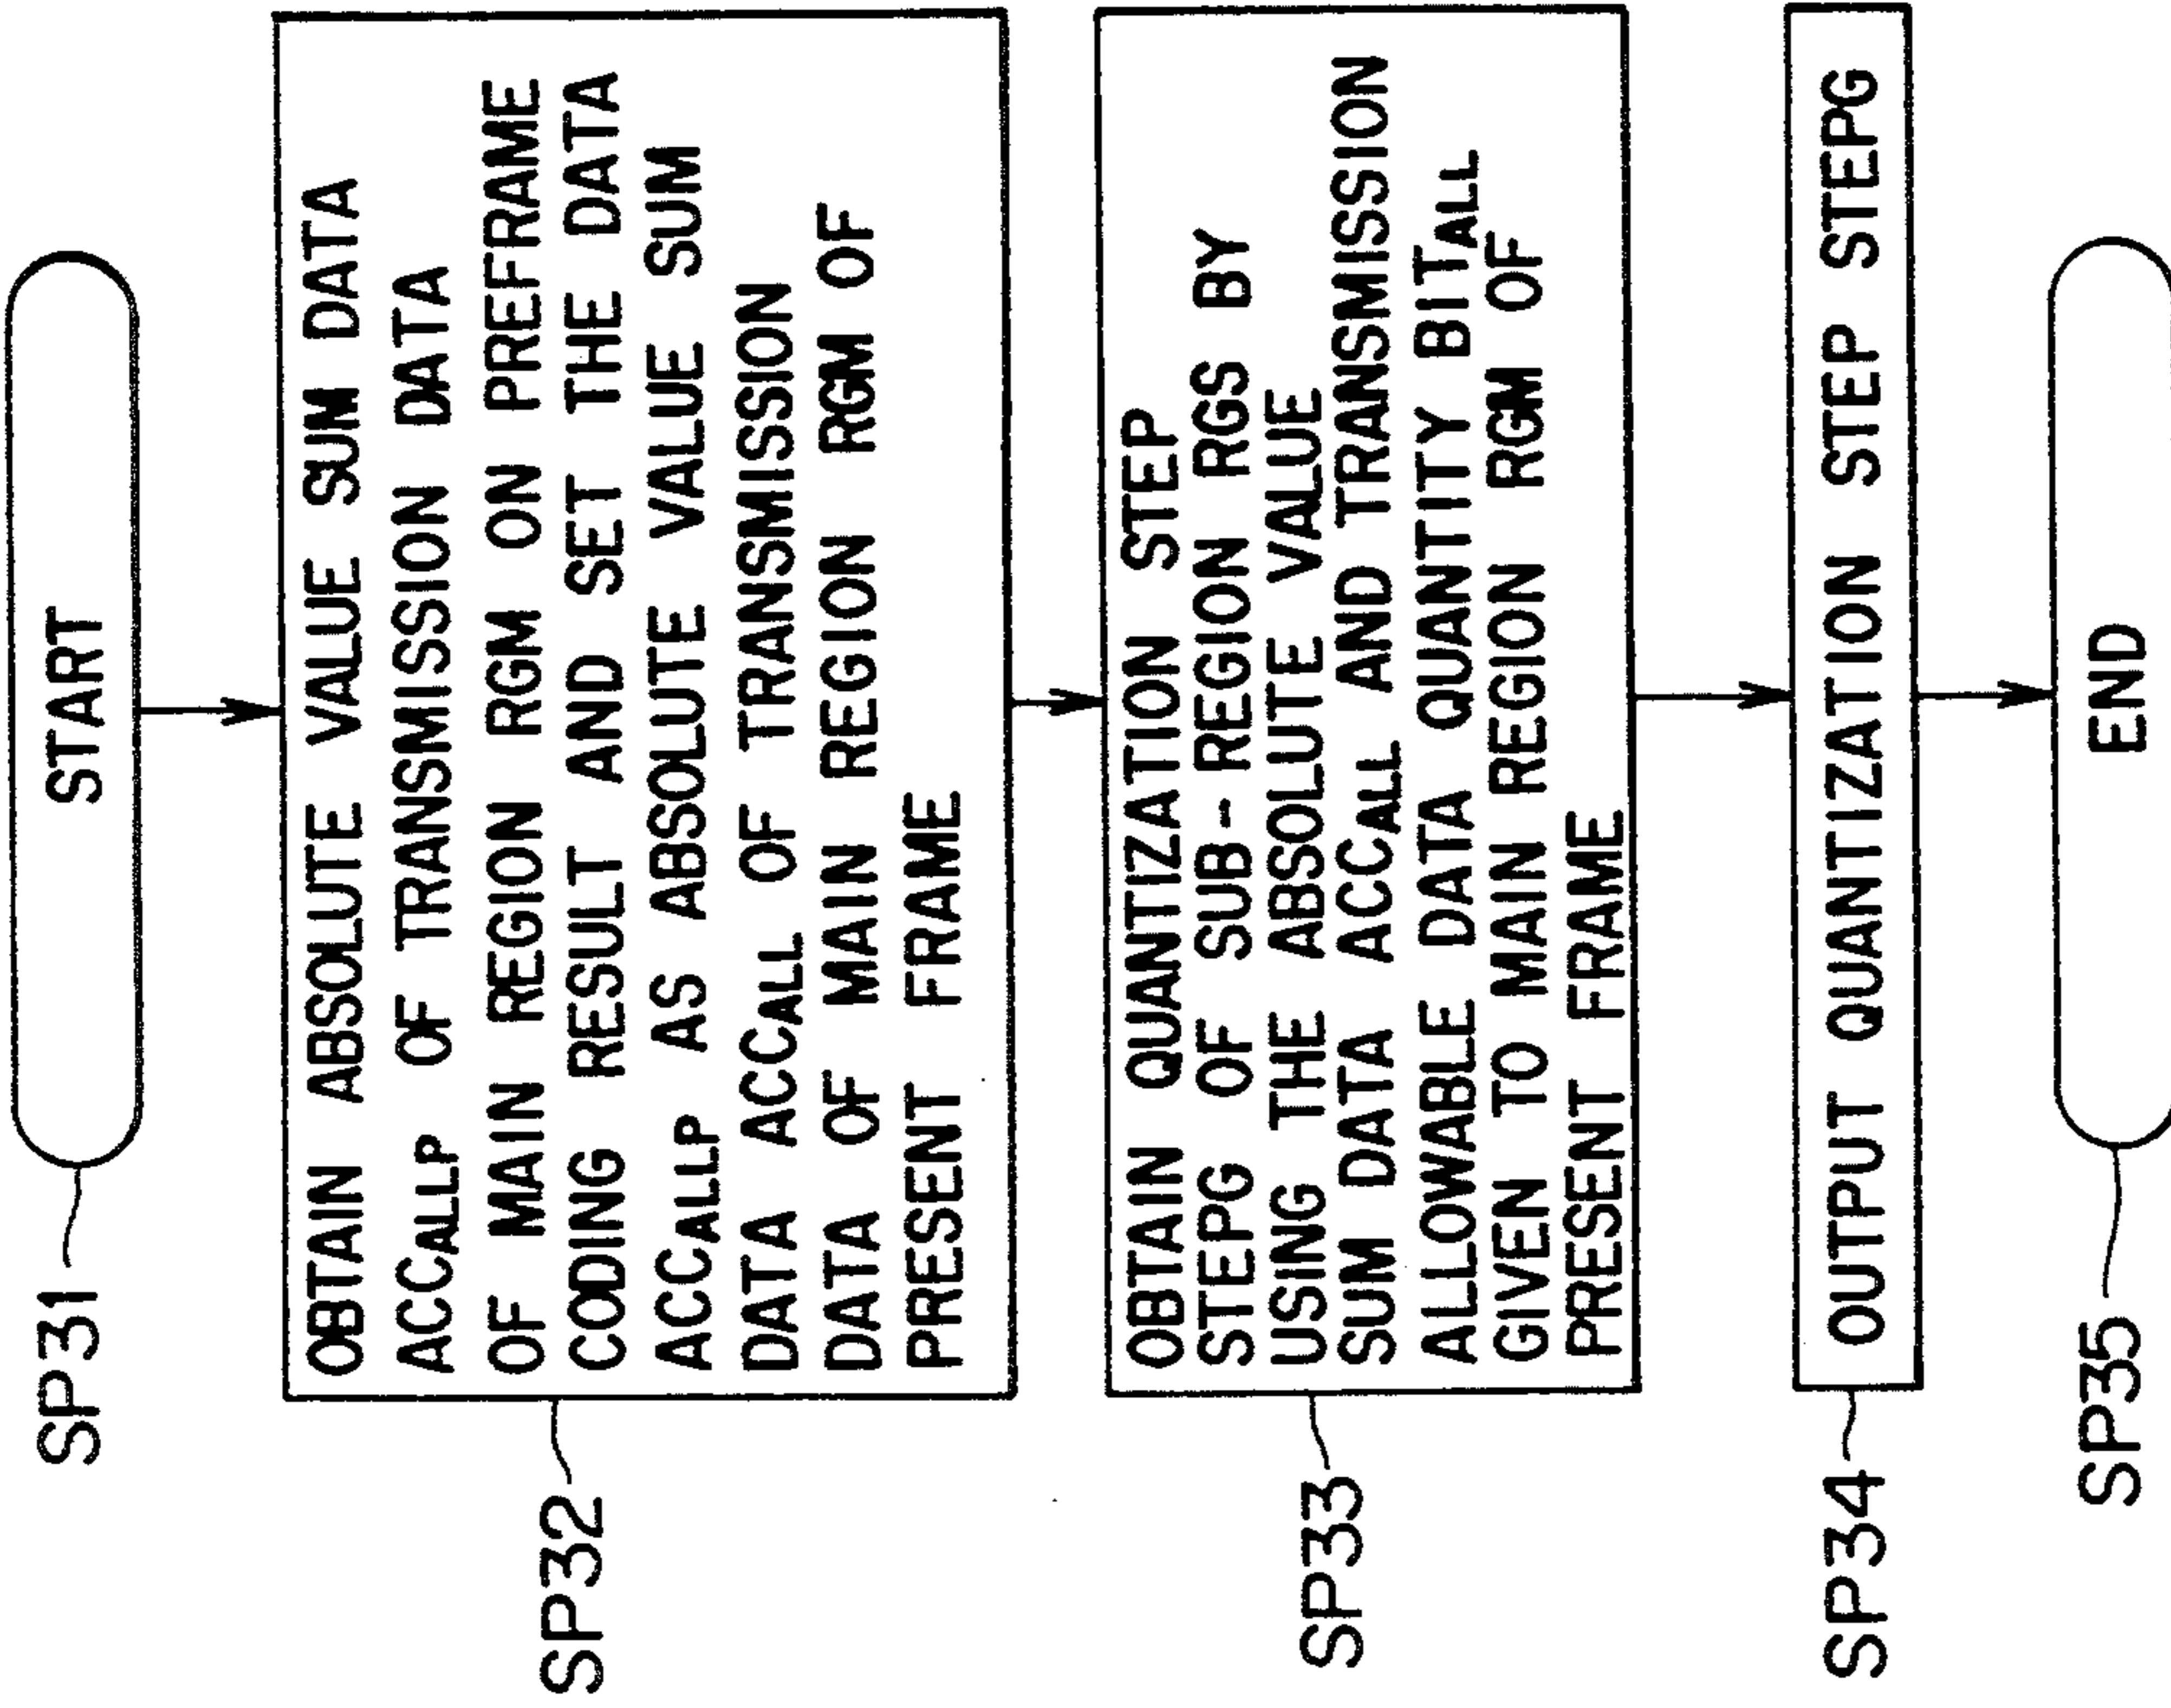 START
SP31
OBTAIN ABSOLUTE VALUE SUM DATA
ACCALLP OF TRANSMISSION DATA
OF MAIN REGION RGM ON PREFRAME
CODING RESULT AND SET THE DATA
ACCALLP AS ABSOLUTE VALUE SUM
DATA ACCALL OF TRANSMISSION
DATA OF MAIN REGION RGM OF
PRESENT FRAME
SP32
OBTAIN QUANTIZATION STEP
STEPG OF SUB-REGION RGS BY
USING THE ABSOLUTE VALUE
SUM DATA ACCALL AND TRANSMISSION
ALLOWABLE DATA QUANTITY BITALL
GIVEN TO MAIN REGION RGM OF
PRESENT FRAME
SP33
OUTPUT QUANTIZATION STEP STEPG
SP34
END
SP35